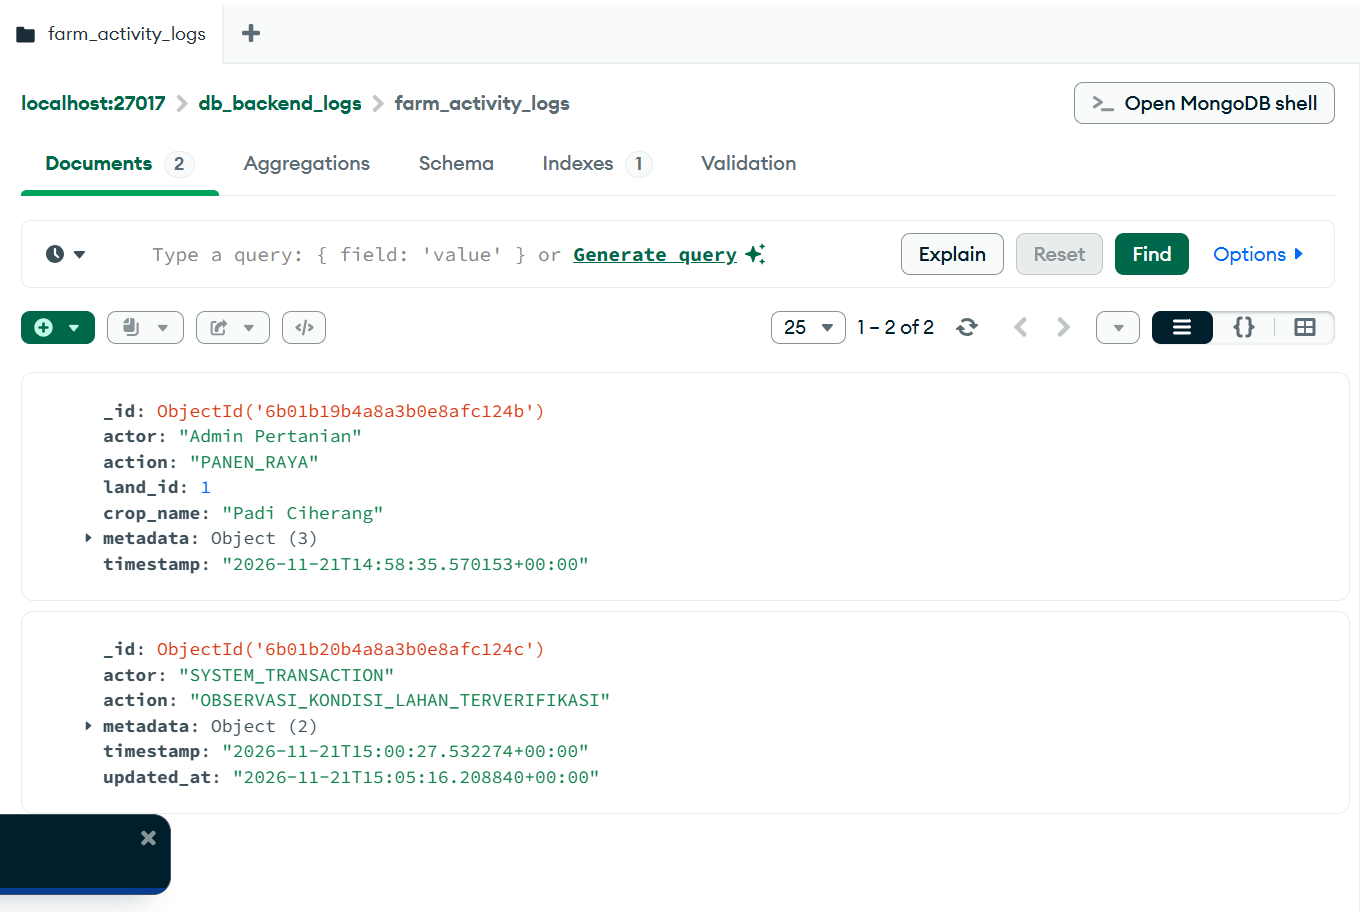 farm_activity_logs
localhost:27017 > db_backend_logs > farm_activity_logs
>_ Open MongoDB shell
Documents 2 Aggregations Schema Indexes 1 Validation
Type a query: { field: 'value' } or Generate query
Explain Reset Find Options
25 1 – 2 of 2
_id: ObjectId('6b01b19b4a8a3b0e8afc124b')
actor: "Admin Pertanian"
action: "PANEN_RAYA"
land_id: 1
crop_name: "Padi Ciherang"
metadata: Object (3)
timestamp: "2026-11-21T14:58:35.570153+00:00"
_id: ObjectId('6b01b20b4a8a3b0e8afc124c')
actor: "SYSTEM_TRANSACTION"
action: "OBSERVASI_KONDISI_LAHAN_TERVERIFIKASI"
metadata: Object (2)
timestamp: "2026-11-21T15:00:27.532274+00:00"
updated_at: "2026-11-21T15:05:16.208840+00:00"